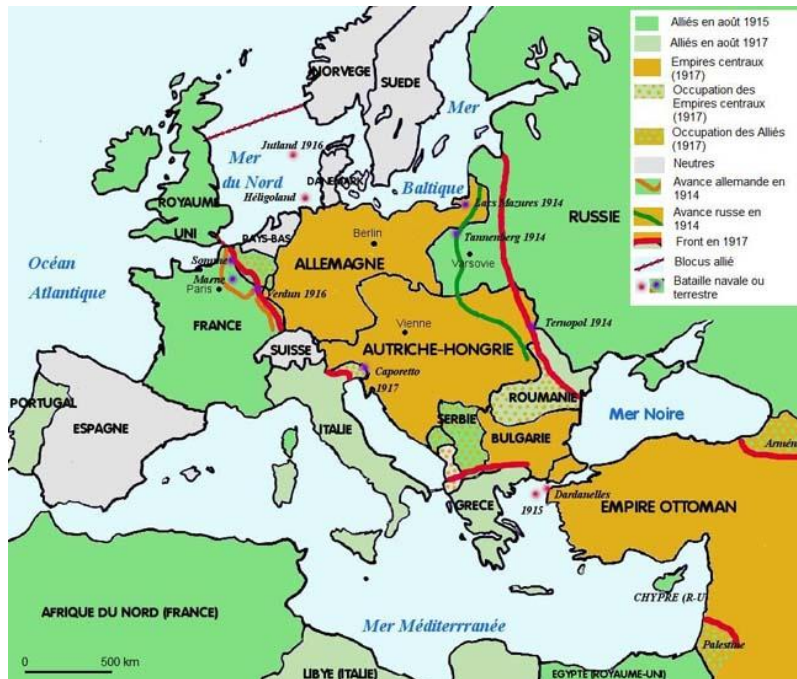 Alliés en août 1915
Alliés en août 1917
Empires centraux
(1917)
Occupation des
Empires centraux
(1917)
Occupation des Alliés
(1917)
Neutres
Avance allemande en
1914
Avance russe en
1914
Front en 1917
Blocus allié
Bataille navale ou
terrestre
NORVEGE
SUEDE
Mer
Baltique
Jutland 1916
Mer
du Nord
DANEMARK
Héligoland
ROYAUME
UNI
PAYS-BAS
Lacs Mazures 1914
Tannenberg 1914
Varsovie
RUSSIE
Berlin
ALLEMAGNE
Océan
Atlantique
Somme
Marne
Paris
Verdun 1916
FRANCE
Vienne
AUTRICHE-HONGRIE
Ternopol 1914
SUISSE
Caporetto
1917
ROUMANIE
Mer Noire
PORTUGAL
ESPAGNE
ITALIE
SERBIE
BULGARIE
Armén
GRECE
1915
Dardanelles
EMPIRE OTTOMAN
CHYPRE (R-U
AFRIQUE DU NORD (FRANCE)
Mer Méditerrranée
Palestine
0 500 km
LIBYE (ITALIE)
EGYPTE (ROYAUME-UNI)